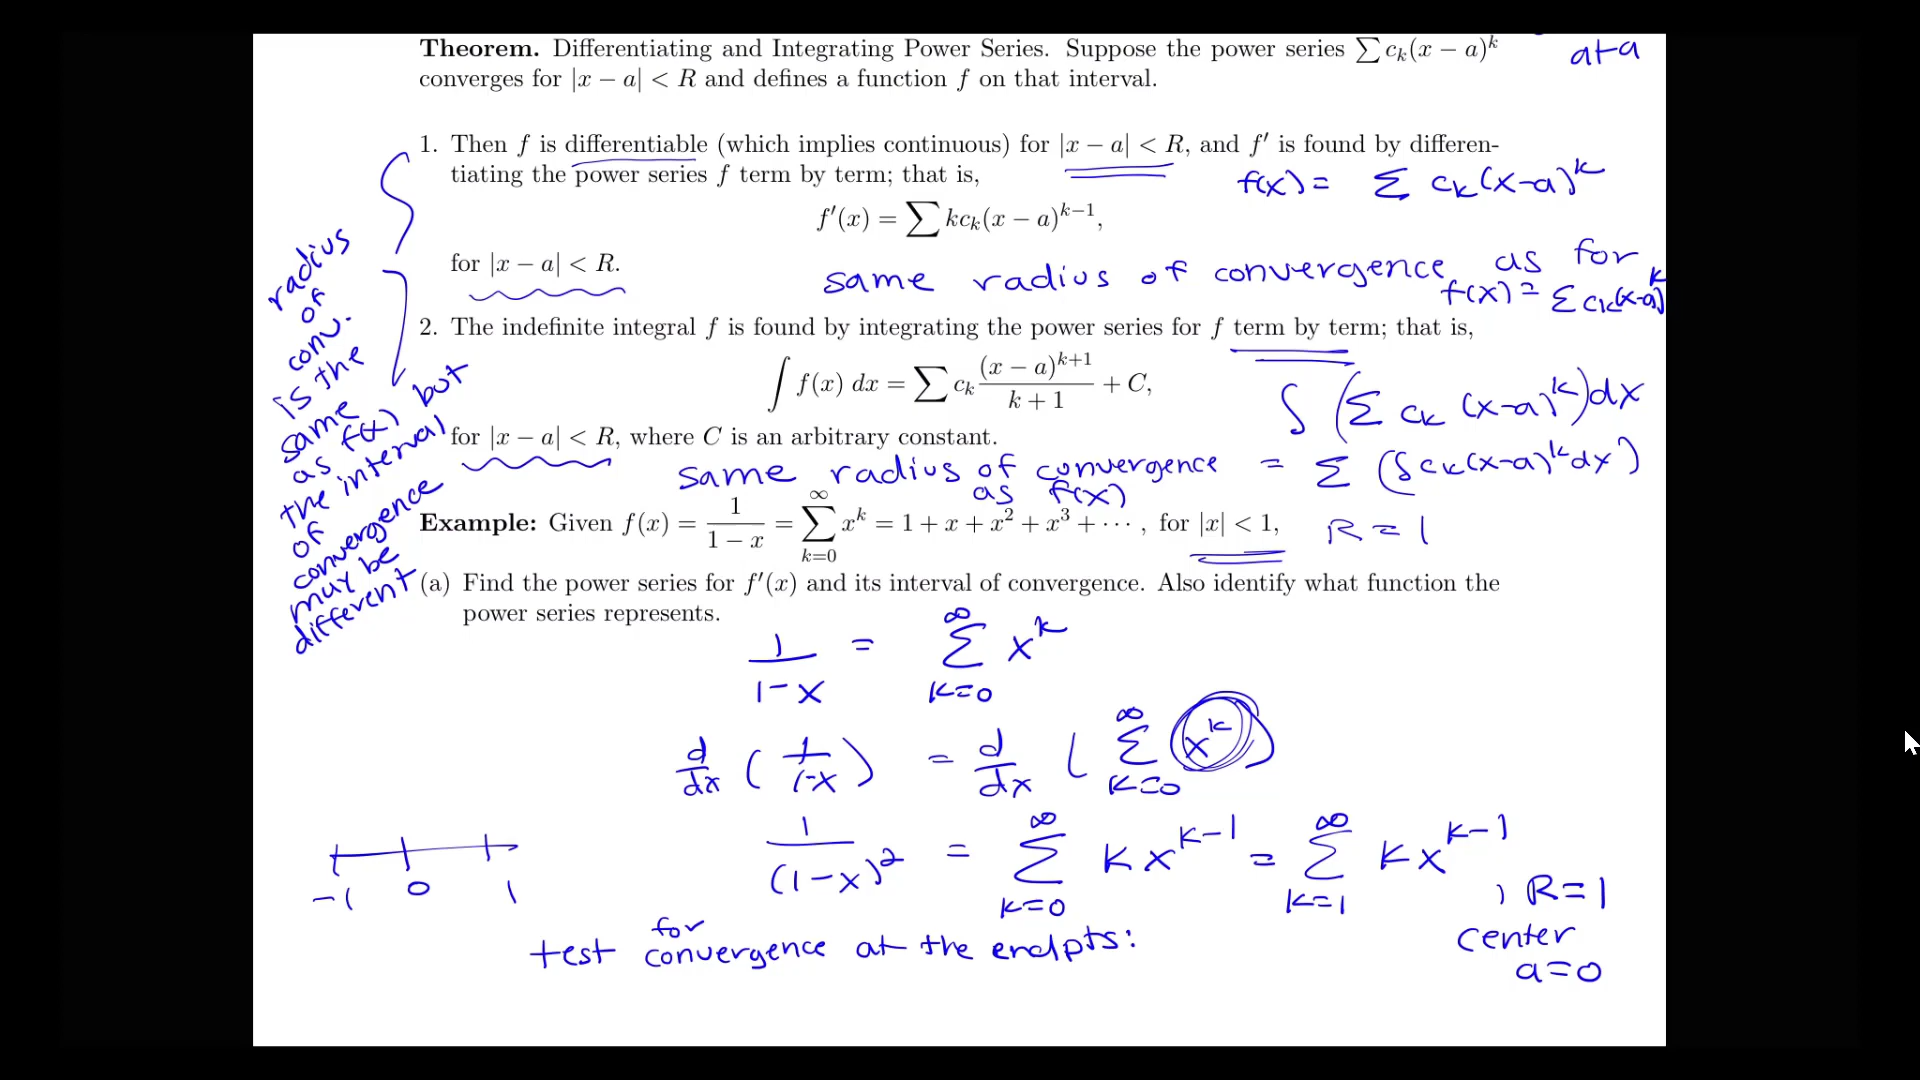 Theorem. Differentiating and Integrating Power Series. Suppose the power series ∑ c_k(x − a)^k
at a
converges for |x − a| < R and defines a function f on that interval.
1. Then f is differentiable (which implies continuous) for |x − a| < R, and f′ is found by differen-
tiating the power series f term by term; that is,
f(x) = ∑ c_k(x-a)^k
f′(x) = ∑ kc_k(x − a)^{k−1},
for |x − a| < R.
same radius of convergence as for
f(x) = ∑ c_k(x-a)^k
2. The indefinite integral f is found by integrating the power series for f term by term; that is,
∫ f(x) dx = ∑ c_k (x − a)^{k+1} / (k + 1) + C,
∫ (∑ c_k (x-a)^k) dx
for |x − a| < R, where C is an arbitrary constant.
= ∑ (∫ c_k(x-a)^k dx)
same radius of convergence
as f(x)
radius
of
conv.
is the
same
as f(x) but
the interval
of
convergence
may be
different
Example: Given f(x) = 1/(1 − x) = ∑_{k=0}^{∞} x^k = 1 + x + x^2 + x^3 + ⋯ , for |x| < 1,
R = 1
(a) Find the power series for f′(x) and its interval of convergence. Also identify what function the
power series represents.
1/(1-x) = ∑_{k=0}^{∞} x^k
d/dx (1/(1-x)) = d/dx (∑_{k=0}^{∞} x^k)
1/(1-x)^2 = ∑_{k=0}^{∞} k x^{k-1} = ∑_{k=1}^{∞} k x^{k-1} , R = 1
center
a=0
-1 0 1
test for convergence at the endpts: